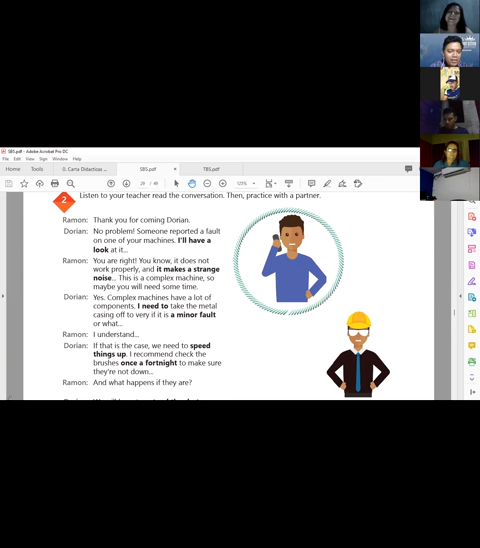 SB5.pdf - Adobe Acrobat Pro DC
File Edit View Sign Window Help
Home Tools 0. Carta Didacticas ... SB5.pdf × TB5.pdf
125%
2 Listen to your teacher read the conversation. Then, practice with a partner.
Ramon: Thank you for coming Dorian.
Dorian: No problem! Someone reported a fault
on one of your machines. I'll have a
look at it...
Ramon: You are right! You know, it does not
work properly, and it makes a strange
noise... This is a complex machine, so
maybe you will need some time.
Dorian: Yes. Complex machines have a lot of
components. I need to take the metal
casing off to very if it is a minor fault
or what...
Ramon: I understand...
Dorian: If that is the case, we need to speed
things up. I recommend check the
brushes once a fortnight to make sure
they're not down...
Ramon: And what happens if they are?